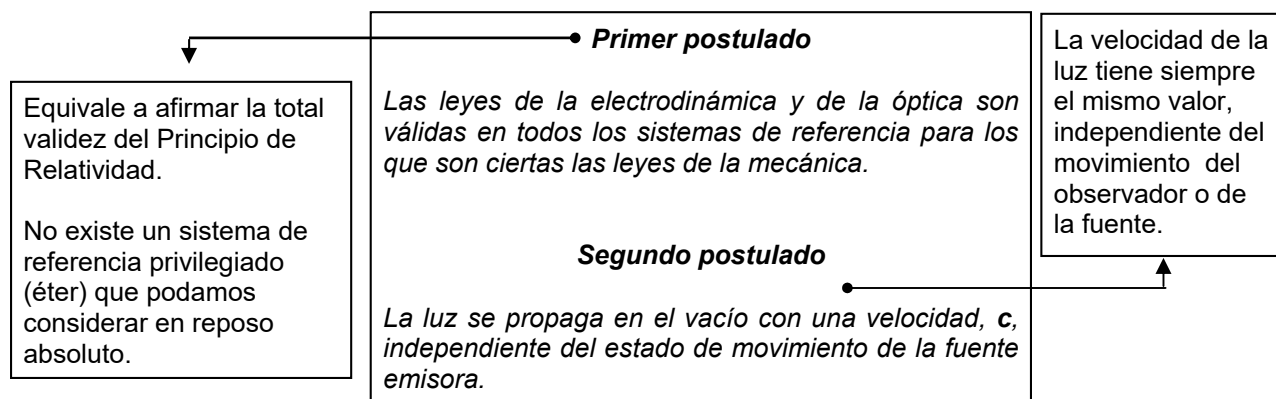 Primer postulado
Las leyes de la electrodinámica y de la óptica son
válidas en todos los sistemas de referencia para los
que son ciertas las leyes de la mecánica.
Segundo postulado
La luz se propaga en el vacío con una velocidad, c,
independiente del estado de movimiento de la fuente
emisora.
Equivale a afirmar la total
validez del Principio de
Relatividad.
No existe un sistema de
referencia privilegiado
(éter) que podamos
considerar en reposo
absoluto.
La velocidad de la
luz tiene siempre
el mismo valor,
independiente del
movimiento del
observador o de
la fuente.